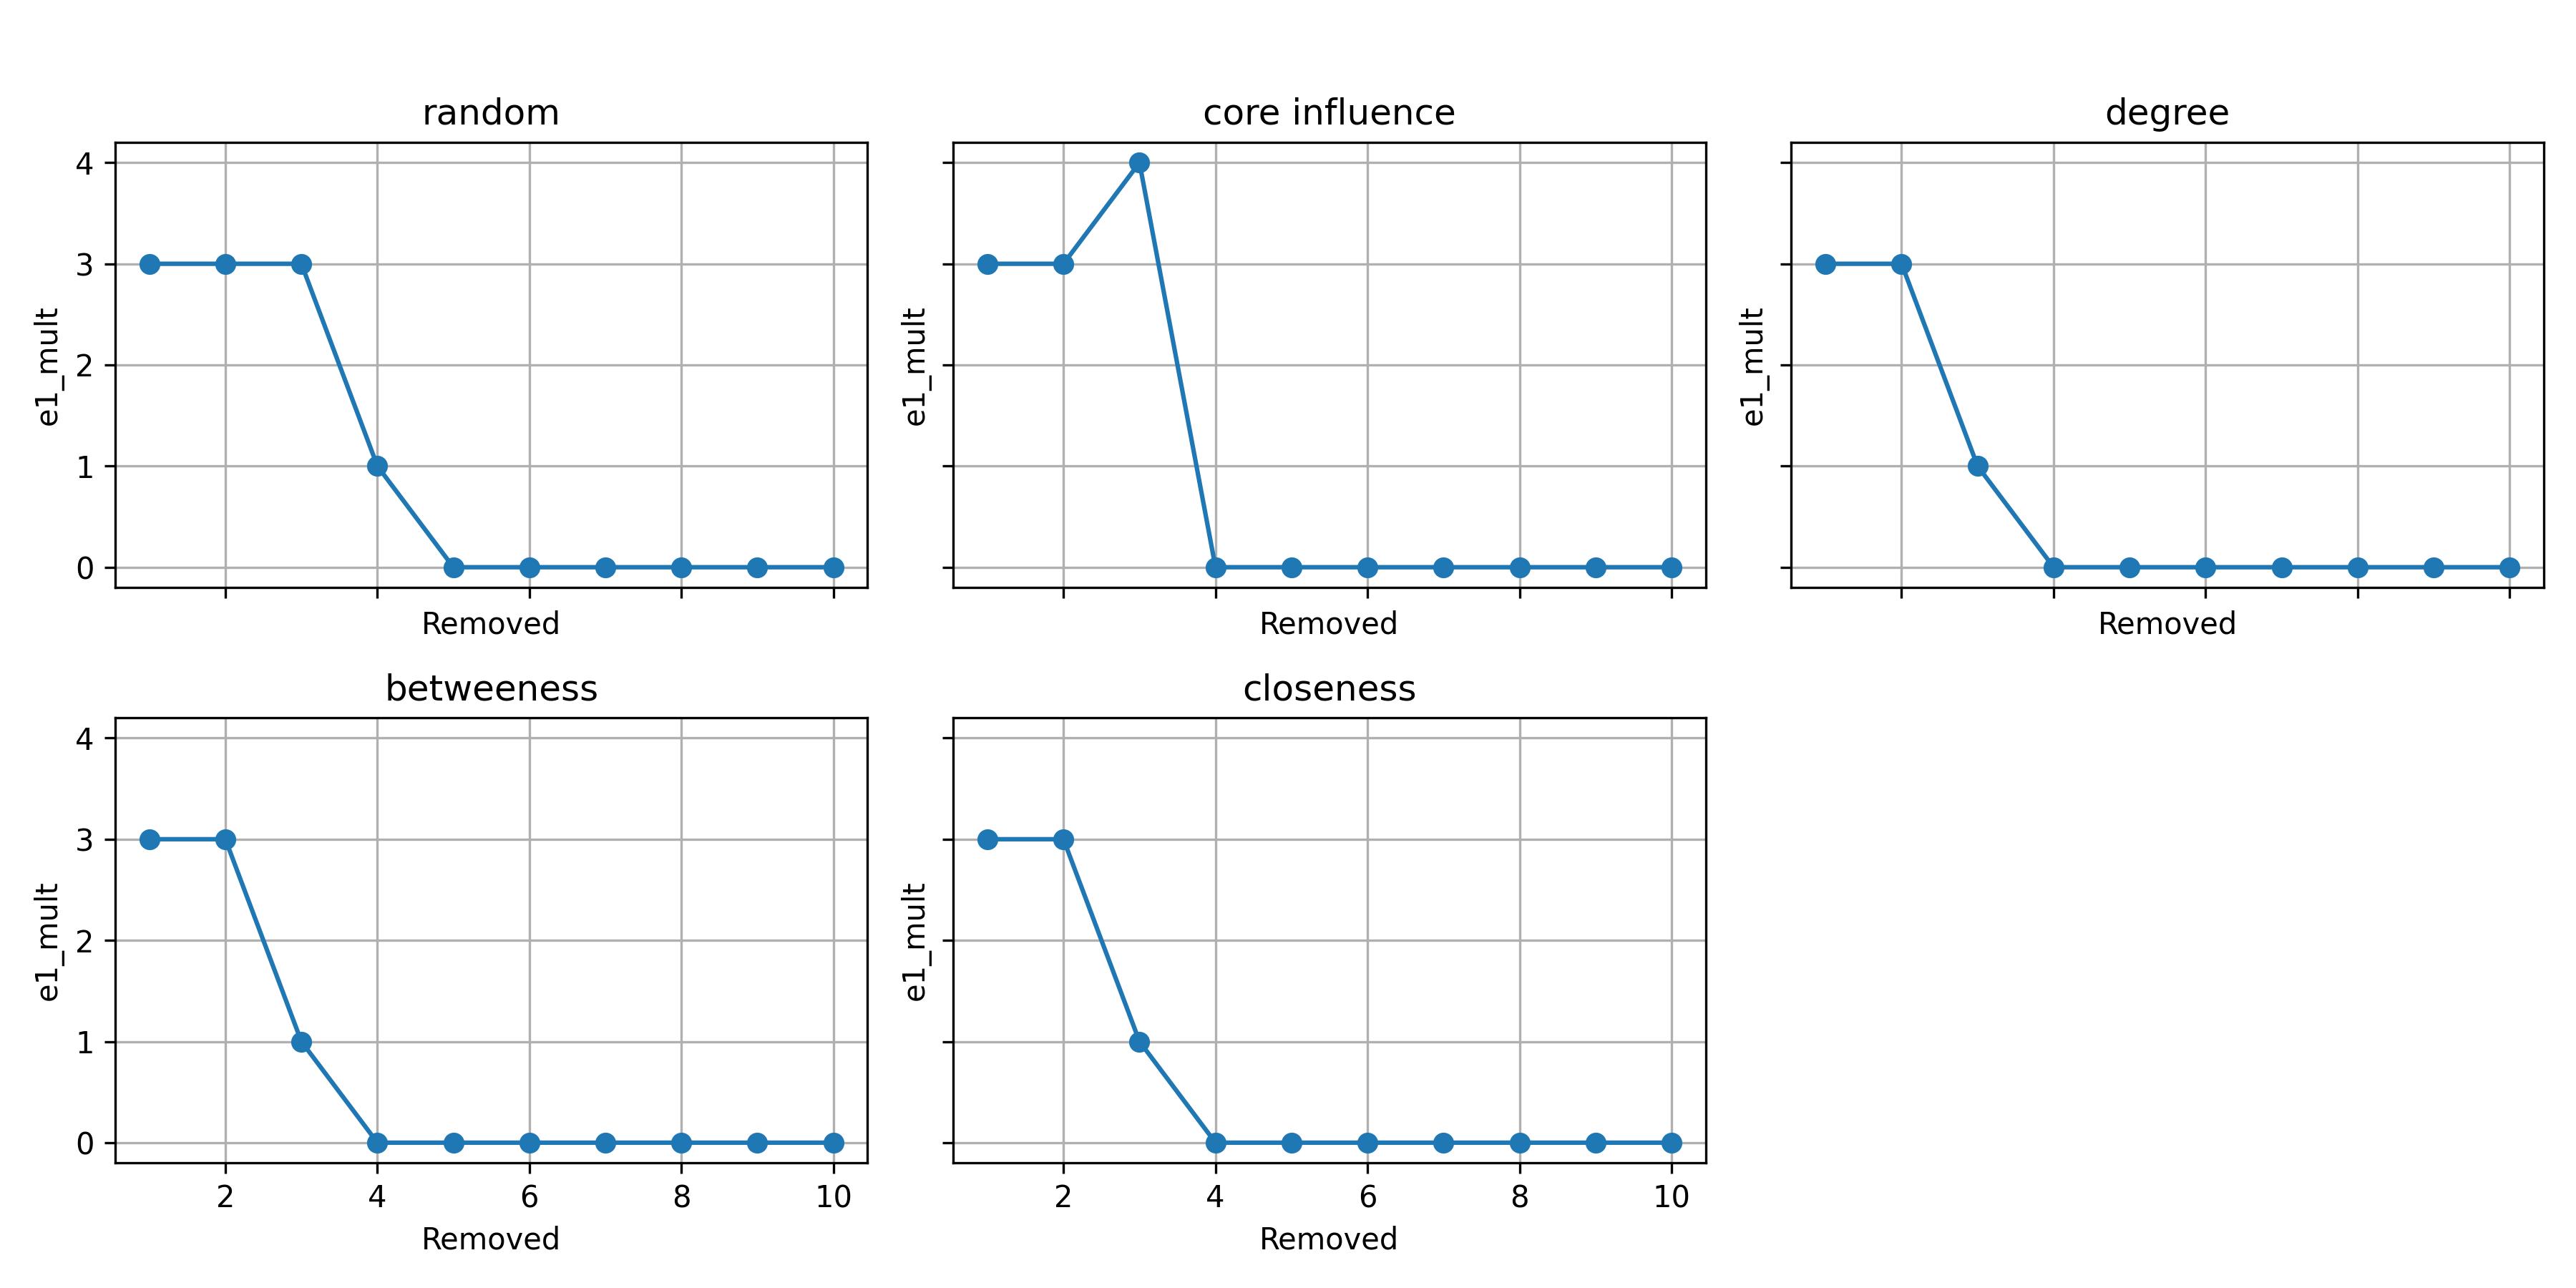 random
4
3
2
1
0
e1_mult
Removed
core influence
e1_mult
Removed
degree
e1_mult
Removed
betweeness
4
3
2
1
0
e1_mult
2 4 6 8 10
Removed
closeness
e1_mult
2 4 6 8 10
Removed